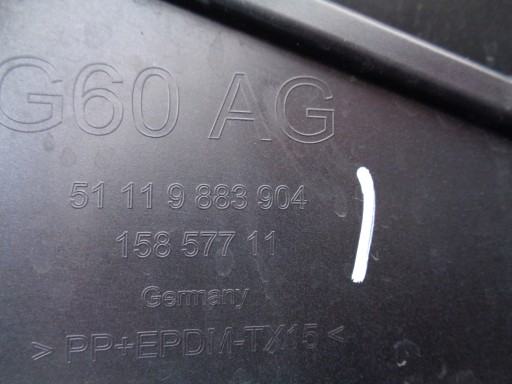 G60 AG
51 11 9 883 904
158 577 11
Germany
> PP+EPDM-TX15 <